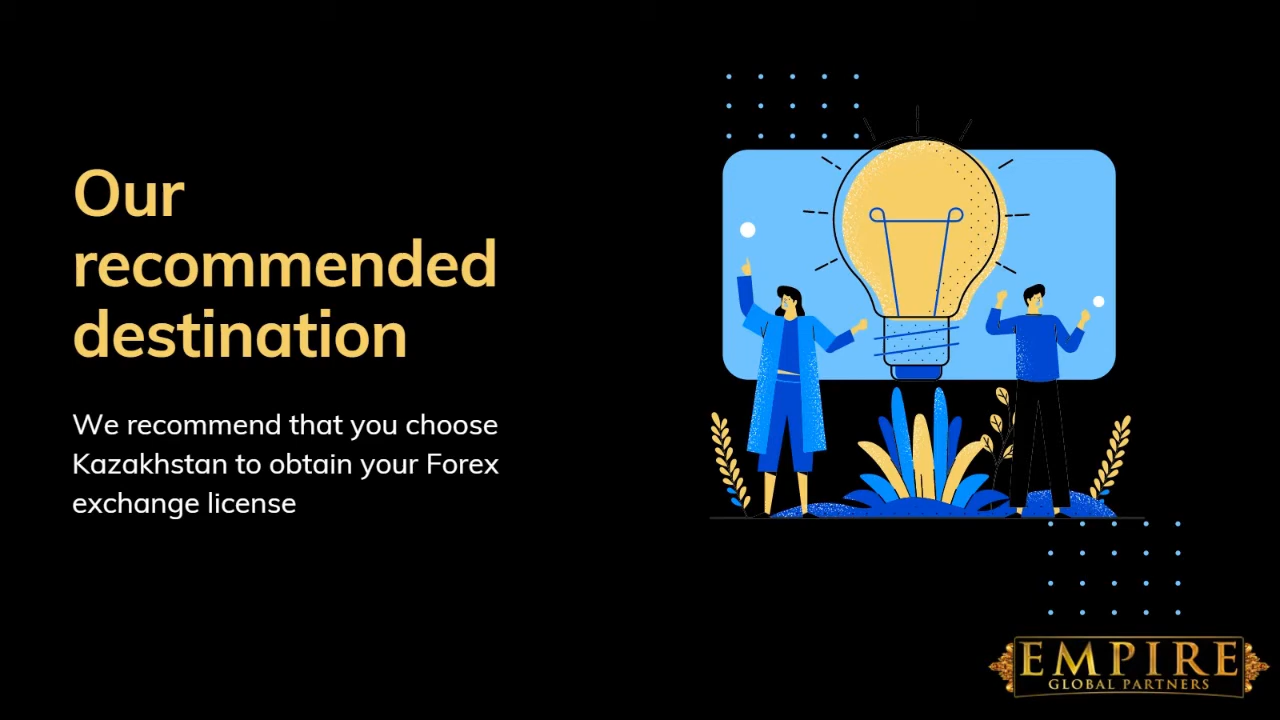 Our
recommended
destination
We recommend that you choose
Kazakhstan to obtain your Forex
exchange license
EMPIRE
GLOBAL PARTNERS